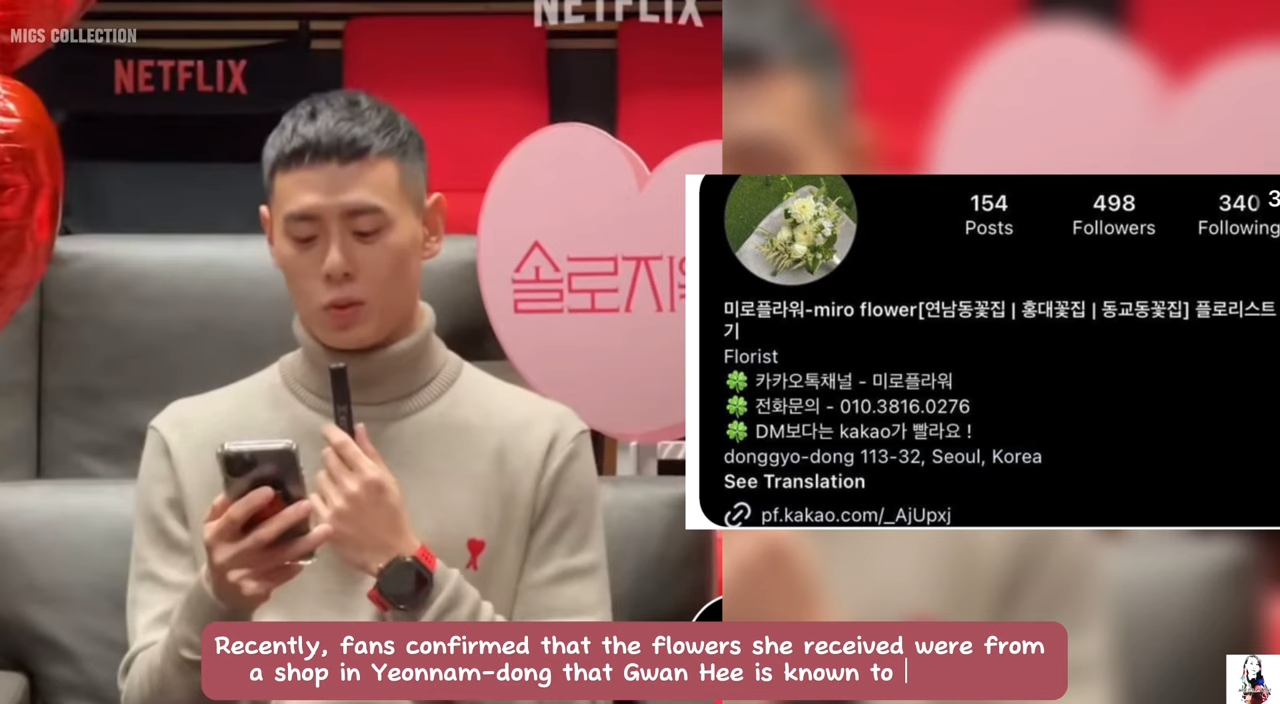 MIGS COLLECTION
NETFLIX
NETFLIX
솔로지
154
498
340
3
Posts
Followers
Following
미로플라워-miro flower[연남동꽃집 | 홍대꽃집 | 동교동꽃집] 플로리스트
기
Florist
🍀 카카오톡채널 - 미로플라워
🍀 전화문의 - 010.3816.0276
🍀 DM보다는 kakao가 빨라요 !
donggyo-dong 113-32, Seoul, Korea
See Translation
pf.kakao.com/_AjUpxj
Recently, fans confirmed that the flowers she received were from
a shop in Yeonnam-dong that Gwan Hee is known to